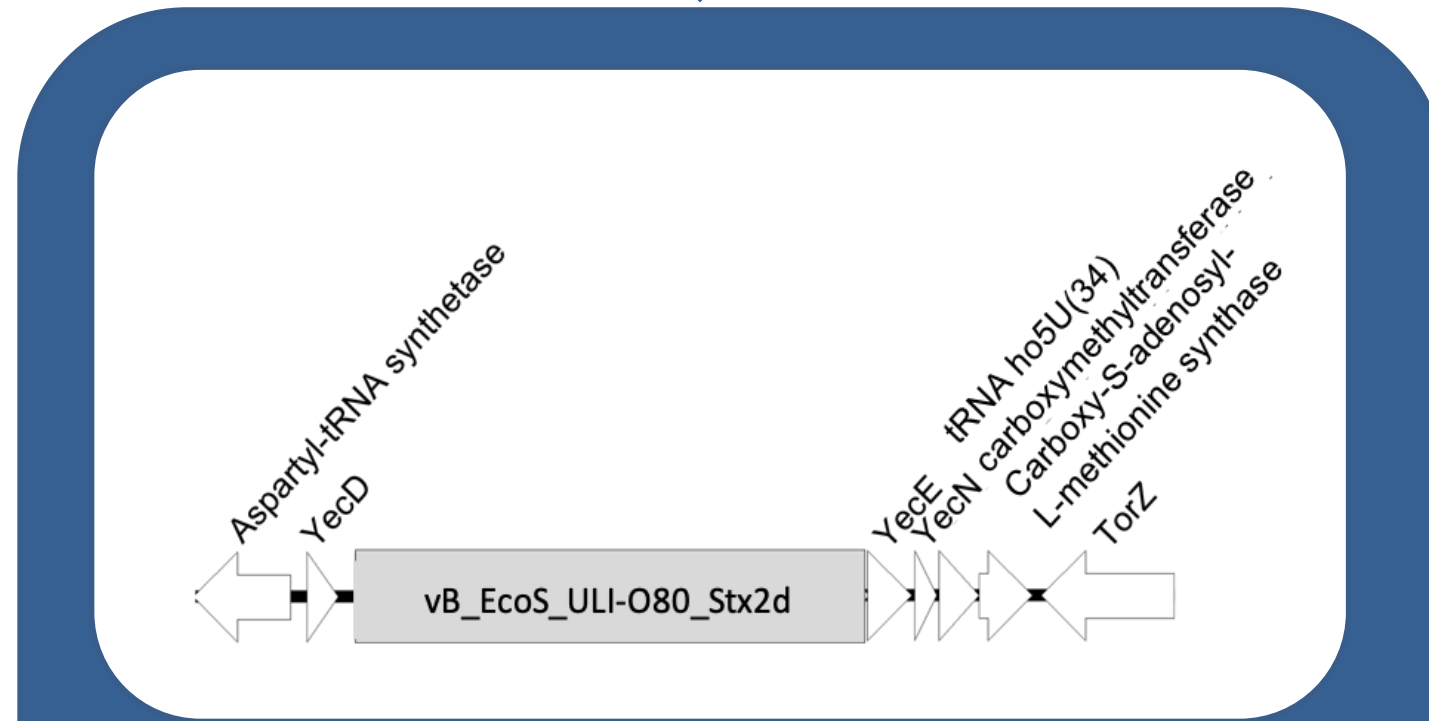 Aspartyl-tRNA synthetase
YecD
vB_EcoS_ULI-O80_Stx2d
YecE
YecN
tRNA ho5U(34)
carboxymethyltransferase
Carboxy-S-adenosyl-
L-methionine synthase
TorZ